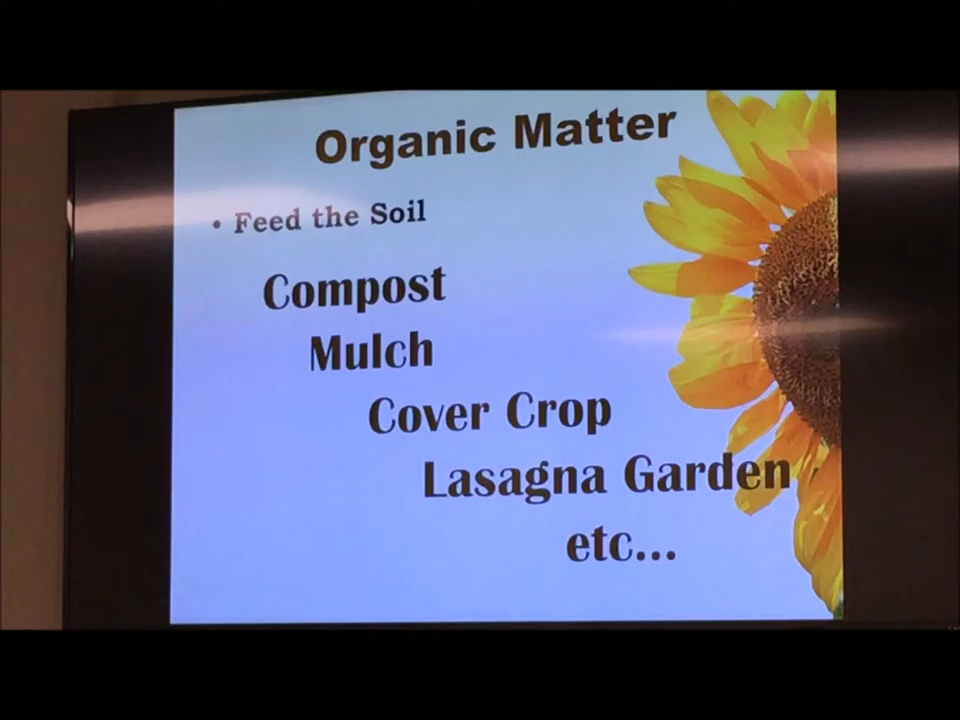 Organic Matter
• Feed the Soil
Compost
Mulch
Cover Crop
Lasagna Garden
etc...